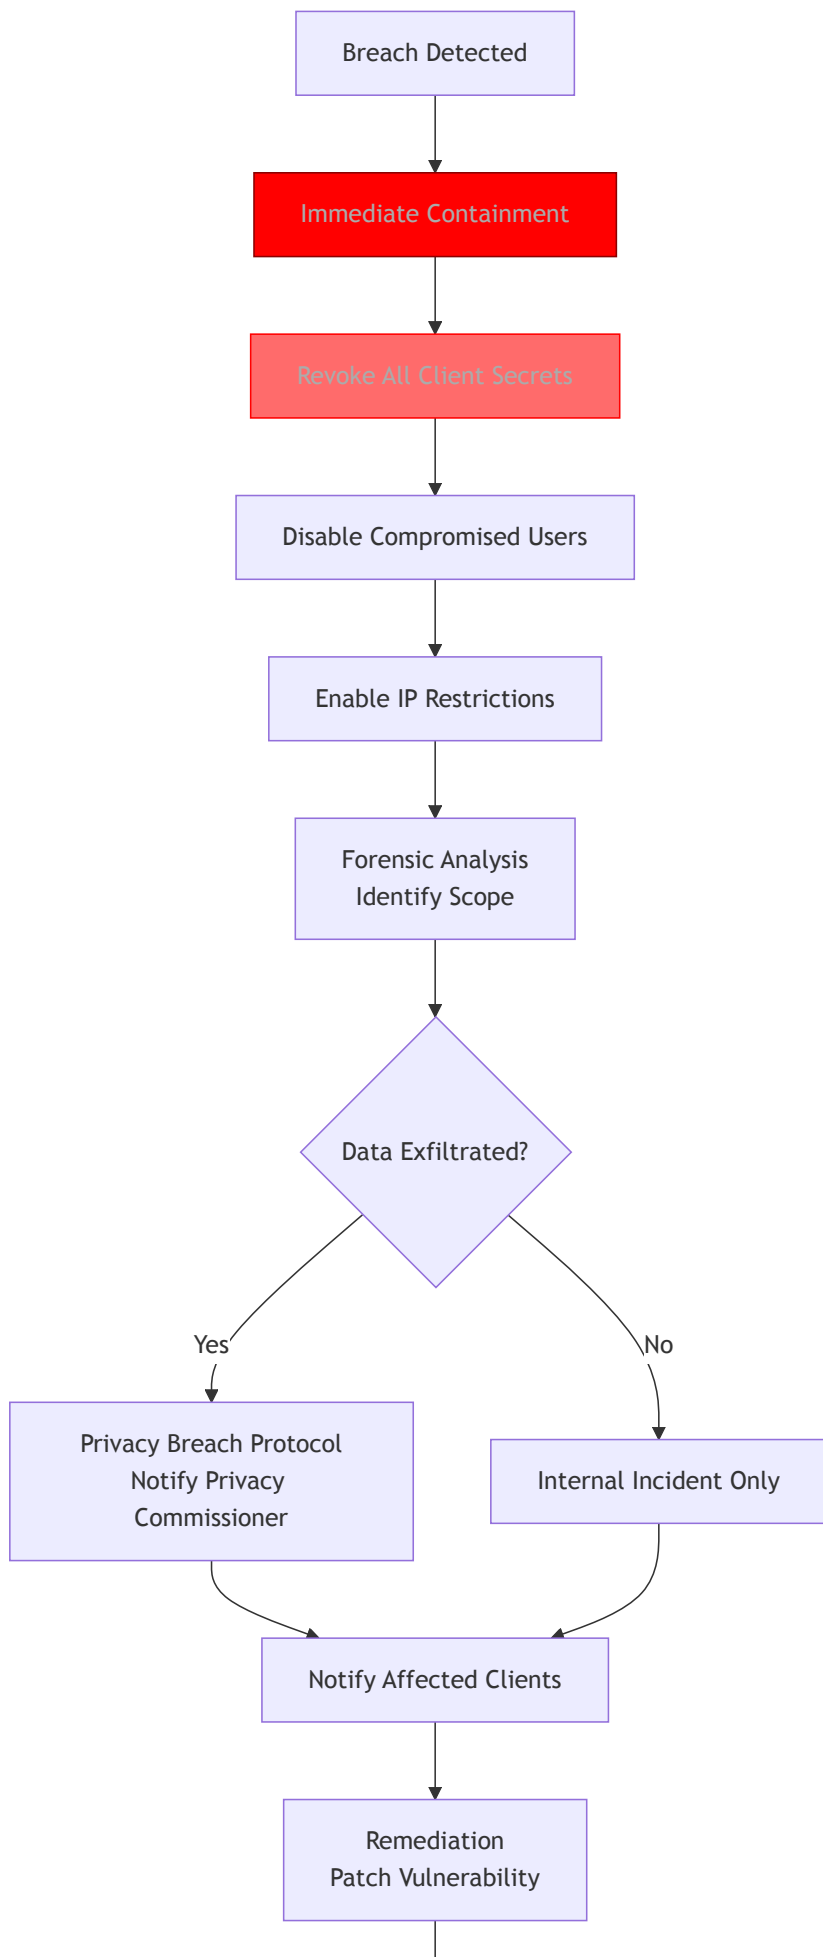 Breach Detected
Immediate Containment
Revoke All Client Secrets
Disable Compromised Users
Enable IP Restrictions
Forensic Analysis
Identify Scope
Data Exfiltrated?
Yes
No
Privacy Breach Protocol
Notify Privacy
Commissioner
Internal Incident Only
Notify Affected Clients
Remediation
Patch Vulnerability